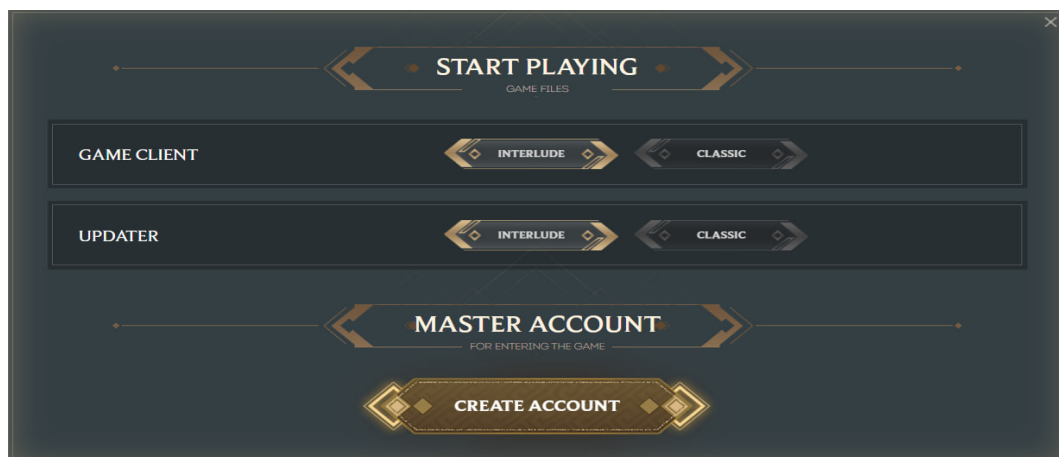 START PLAYING
GAME FILES
GAME CLIENT INTERLUDE CLASSIC
UPDATER INTERLUDE CLASSIC
MASTER ACCOUNT
FOR ENTERING THE GAME
CREATE ACCOUNT